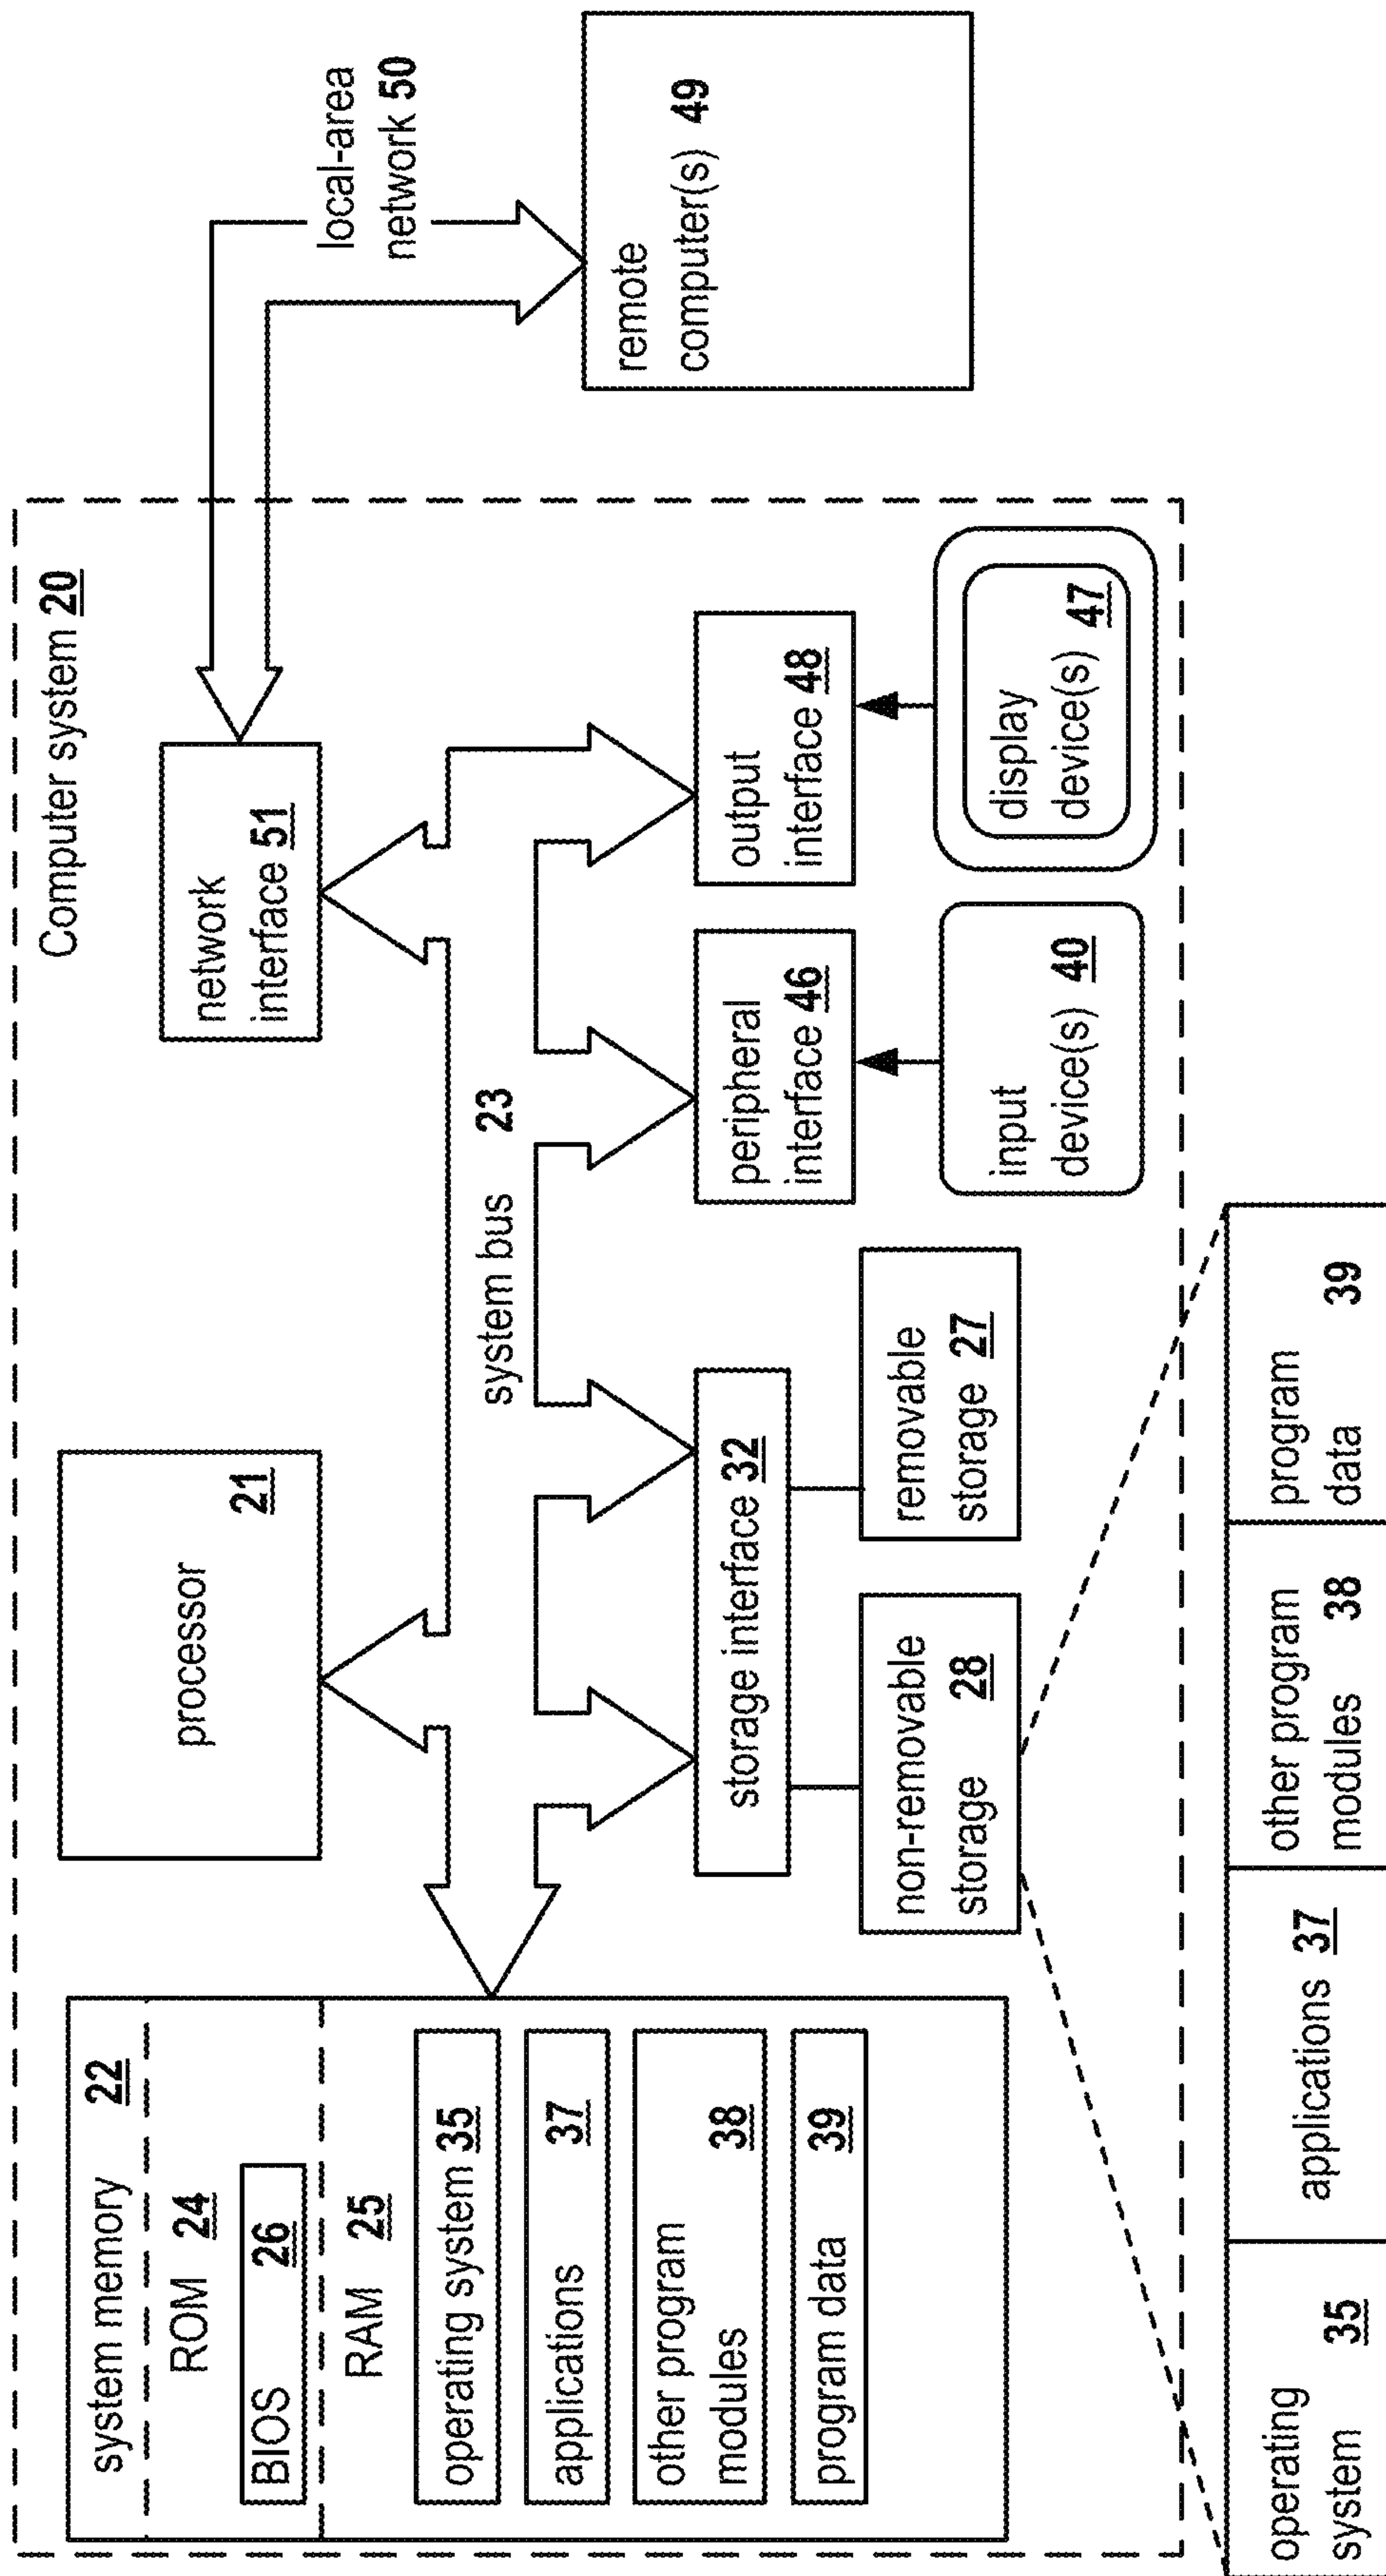 Computer system 20
system memory 22
ROM 24
BIOS 26
RAM 25
operating system 35
applications 37
other program
modules 38
program data 39
processor
21
network
interface 51
local-area
network 50
system bus 23
storage interface 32
non-removable
storage 28
removable
storage 27
peripheral
interface 46
output
interface 48
input
device(s) 40
display
device(s) 47
remote
computer(s) 49
operating
system 35
applications 37
other program
modules 38
program
data 39